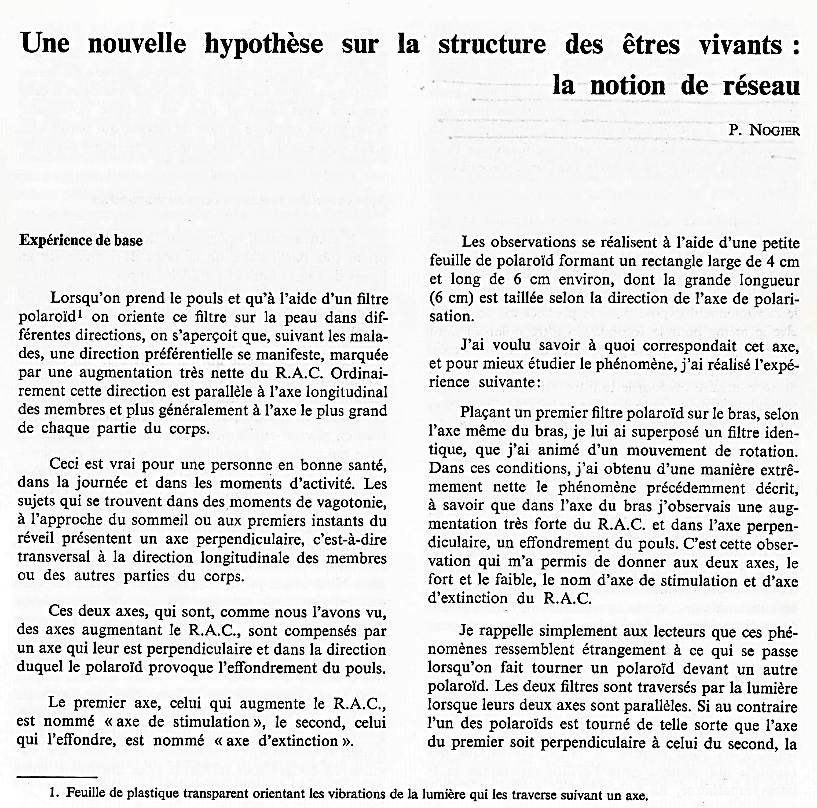 Une nouvelle hypothèse sur la structure des êtres vivants :
la notion de réseau
P. NOGIER
Expérience de base
Lorsqu'on prend le pouls et qu'à l'aide d'un filtre
polaroïd¹ on oriente ce filtre sur la peau dans dif-
férentes directions, on s'aperçoit que, suivant les mala-
des, une direction préférentielle se manifeste, marquée
par une augmentation très nette du R.A.C. Ordinai-
rement cette direction est parallèle à l'axe longitudinal
des membres et plus généralement à l'axe le plus grand
de chaque partie du corps.
Ceci est vrai pour une personne en bonne santé,
dans la journée et dans les moments d'activité. Les
sujets qui se trouvent dans des moments de vagotonie,
à l'approche du sommeil ou aux premiers instants du
réveil présentent un axe perpendiculaire, c'est-à-dire
transversal à la direction longitudinale des membres
ou des autres parties du corps.
Ces deux axes, qui sont, comme nous l'avons vu,
des axes augmentant le R.A.C., sont compensés par
un axe qui leur est perpendiculaire et dans la direction
duquel le polaroïd provoque l'effondrement du pouls.
Le premier axe, celui qui augmente le R.A.C.,
est nommé « axe de stimulation », le second, celui
qui l'effondre, est nommé « axe d'extinction ».
Les observations se réalisent à l'aide d'une petite
feuille de polaroïd formant un rectangle large de 4 cm
et long de 6 cm environ, dont la grande longueur
(6 cm) est taillée selon la direction de l'axe de polari-
sation.
J'ai voulu savoir à quoi correspondait cet axe,
et pour mieux étudier le phénomène, j'ai réalisé l'expé-
rience suivante :
Plaçant un premier filtre polaroïd sur le bras, selon
l'axe même du bras, je lui ai superposé un filtre iden-
tique, que j'ai animé d'un mouvement de rotation.
Dans ces conditions, j'ai obtenu d'une manière extrê-
mement nette le phénomène précédemment décrit,
à savoir que dans l'axe du bras j'observais une aug-
mentation très forte du R.A.C. et dans l'axe perpen-
diculaire, un effondrement du pouls. C'est cette obser-
vation qui m'a permis de donner aux deux axes, le
fort et le faible, le nom d'axe de stimulation et d'axe
d'extinction du R.A.C.
Je rappelle simplement aux lecteurs que ces phé-
nomènes ressemblent étrangement à ce qui se passe
lorsqu'on fait tourner un polaroïd devant un autre
polaroïd. Les deux filtres sont traversés par la lumière
lorsque leurs deux axes sont parallèles. Si au contraire
l'un des polaroïds est tourné de telle sorte que l'axe
du premier soit perpendiculaire à celui du second, la
1. Feuille de plastique transparent orientant les vibrations de la lumière qui les traverse suivant un axe.